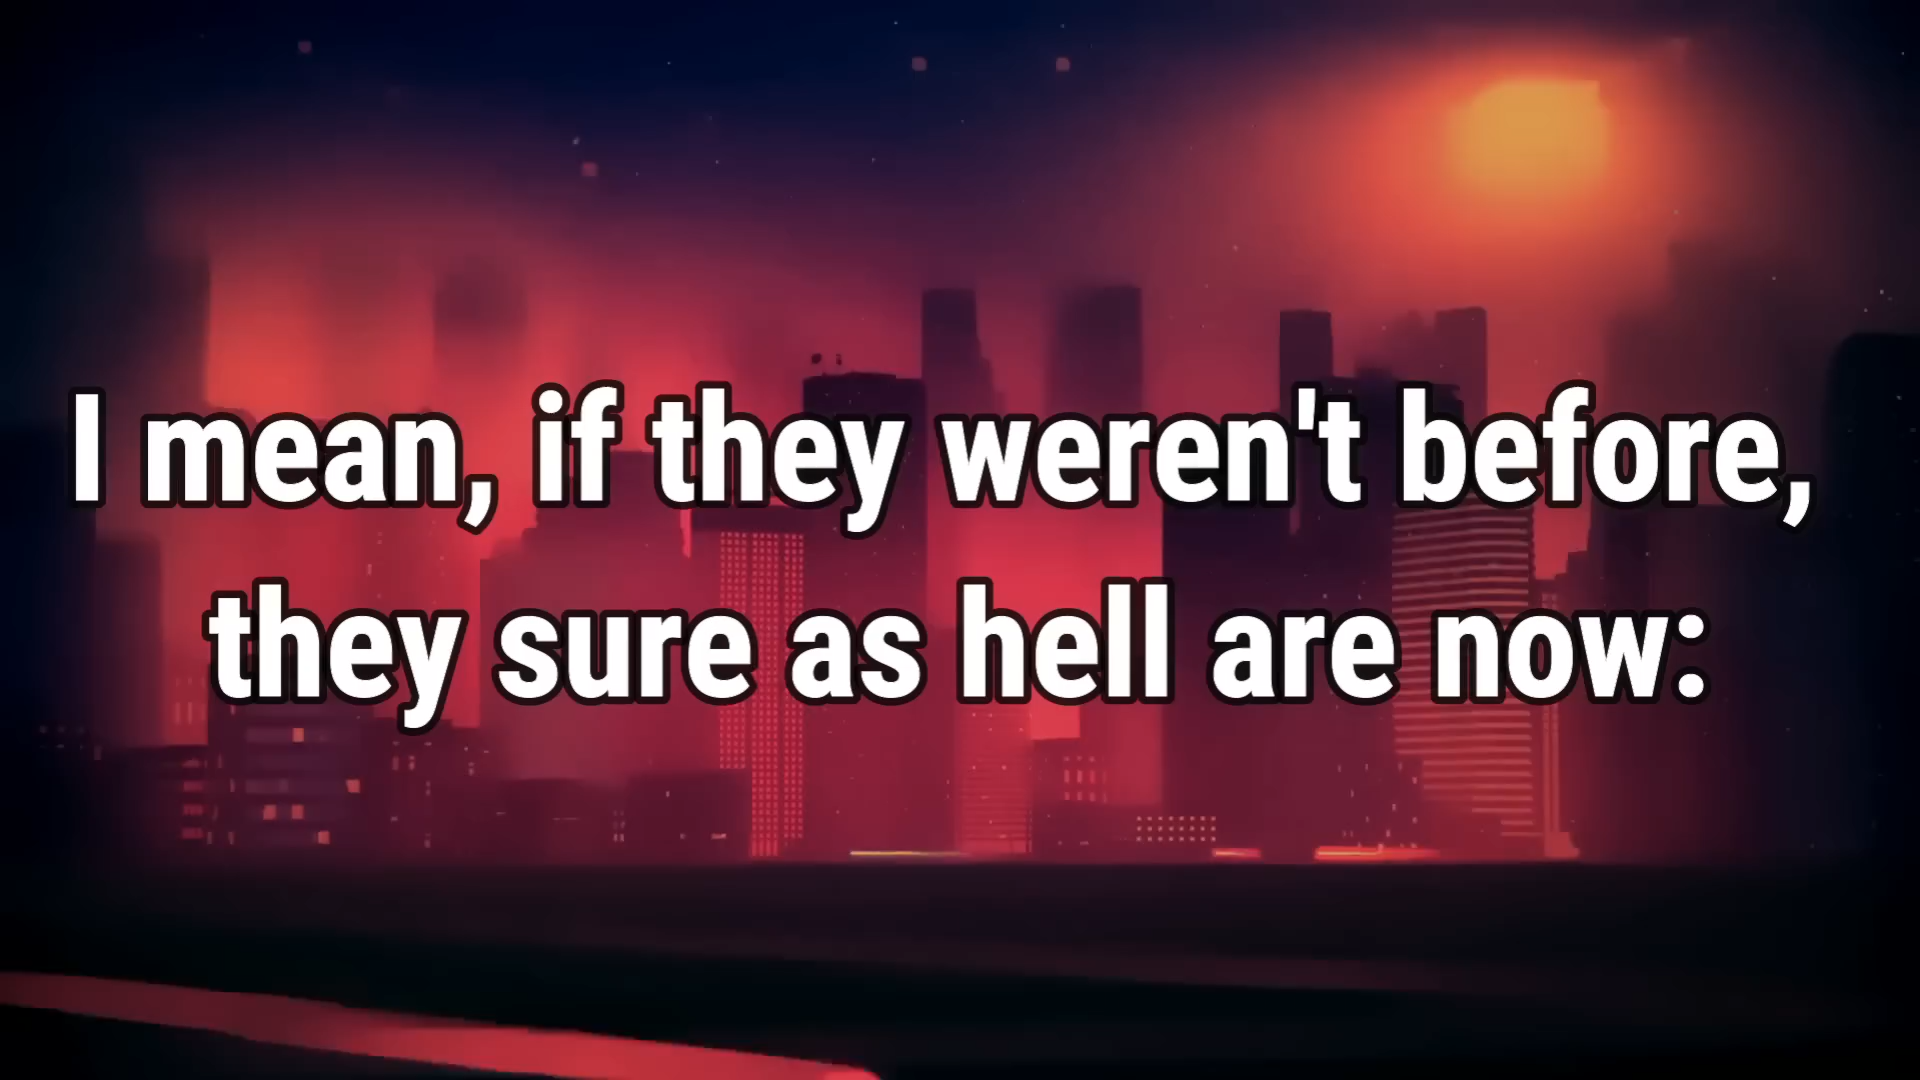 I mean, if they weren't before,
they sure as hell are now: